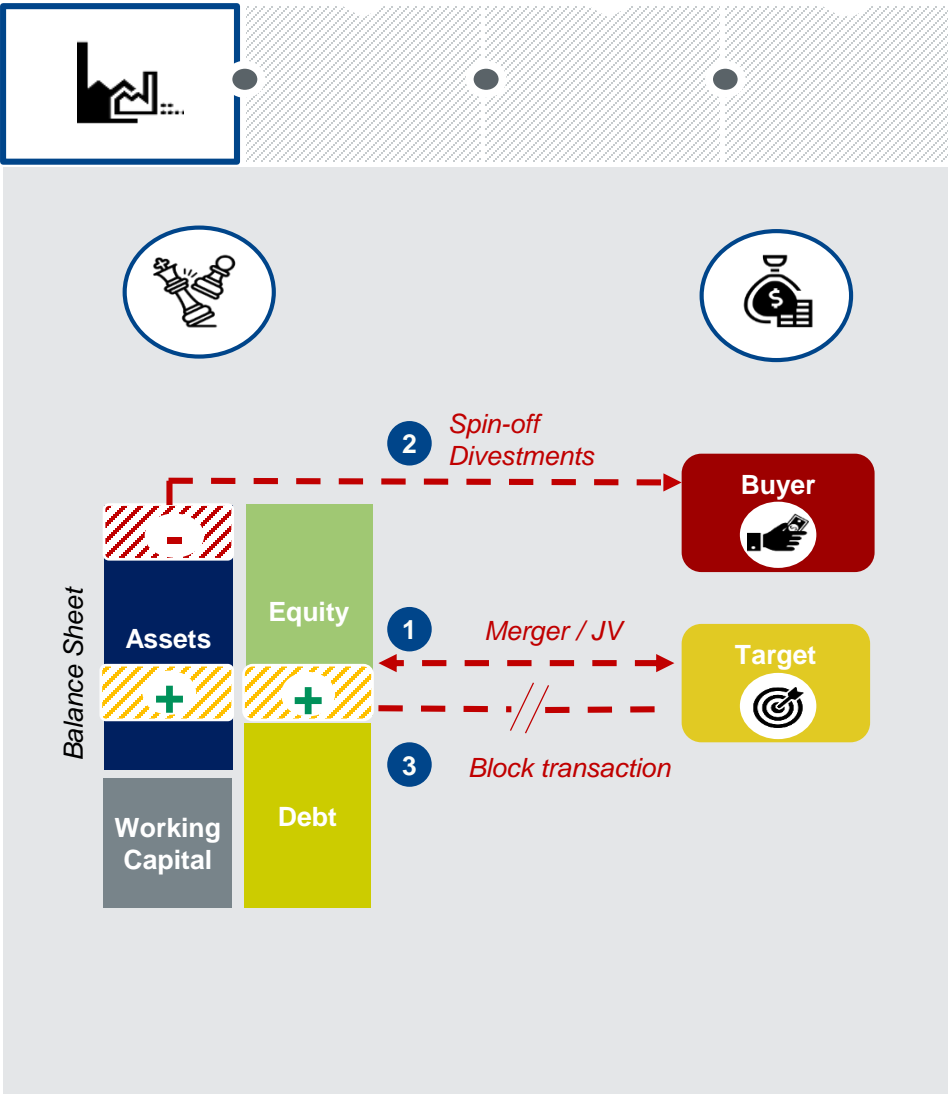 2
Spin-off
Divestments
Buyer
-
Balance Sheet
Assets
Equity
1
Merger / JV
Target
+
+
3
Block transaction
Working
Capital
Debt
$